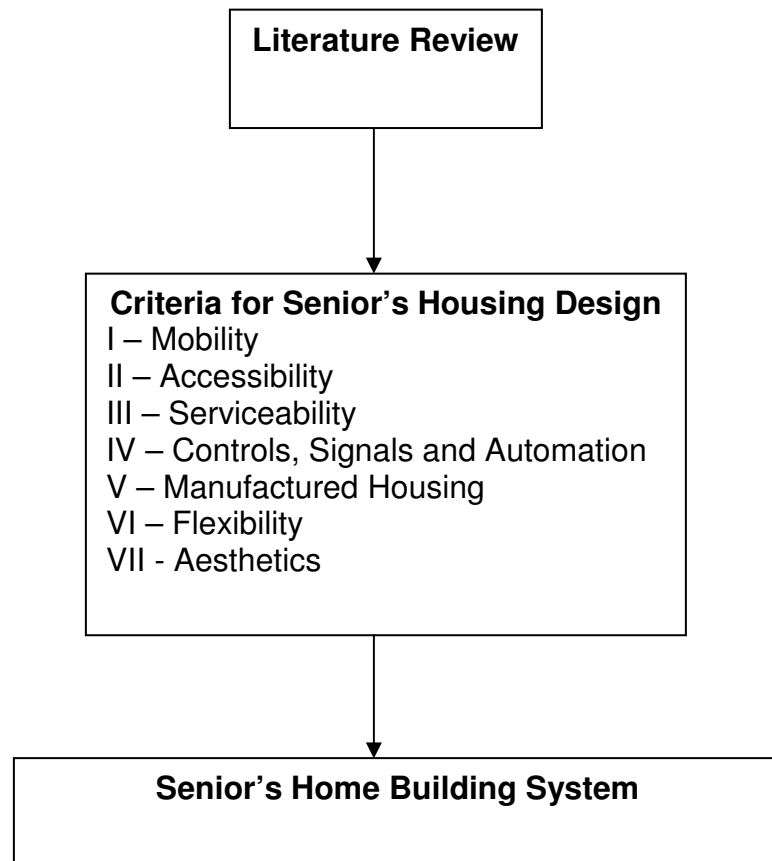 Literature Review
Criteria for Senior’s Housing Design
I – Mobility
II – Accessibility
III – Serviceability
IV – Controls, Signals and Automation
V – Manufactured Housing
VI – Flexibility
VII - Aesthetics
Senior’s Home Building System